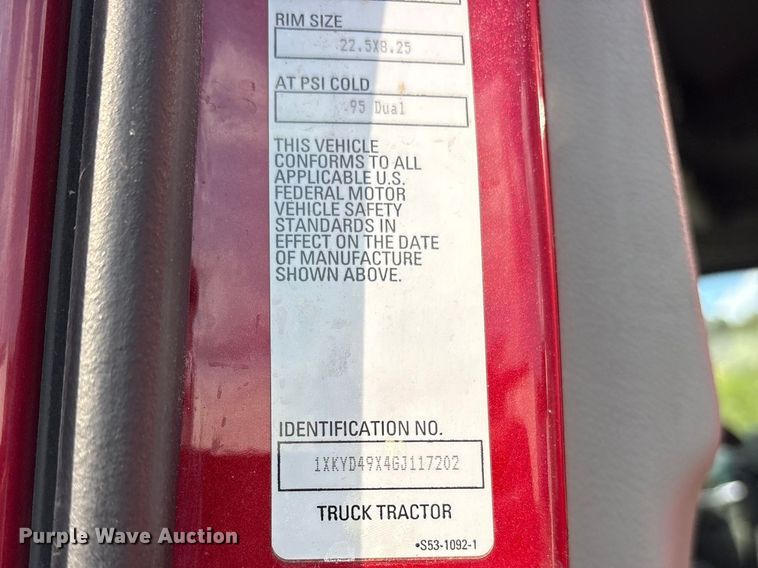 RIM SIZE
22.5X8.25
AT PSI COLD
95 Dual
THIS VEHICLE
CONFORMS TO ALL
APPLICABLE U.S.
FEDERAL MOTOR
VEHICLE SAFETY
STANDARDS IN
EFFECT ON THE DATE
OF MANUFACTURE
SHOWN ABOVE.
IDENTIFICATION NO.
1XKYD49X4GJ117202
TRUCK TRACTOR
•S53-1092-1
Purple Wave Auction